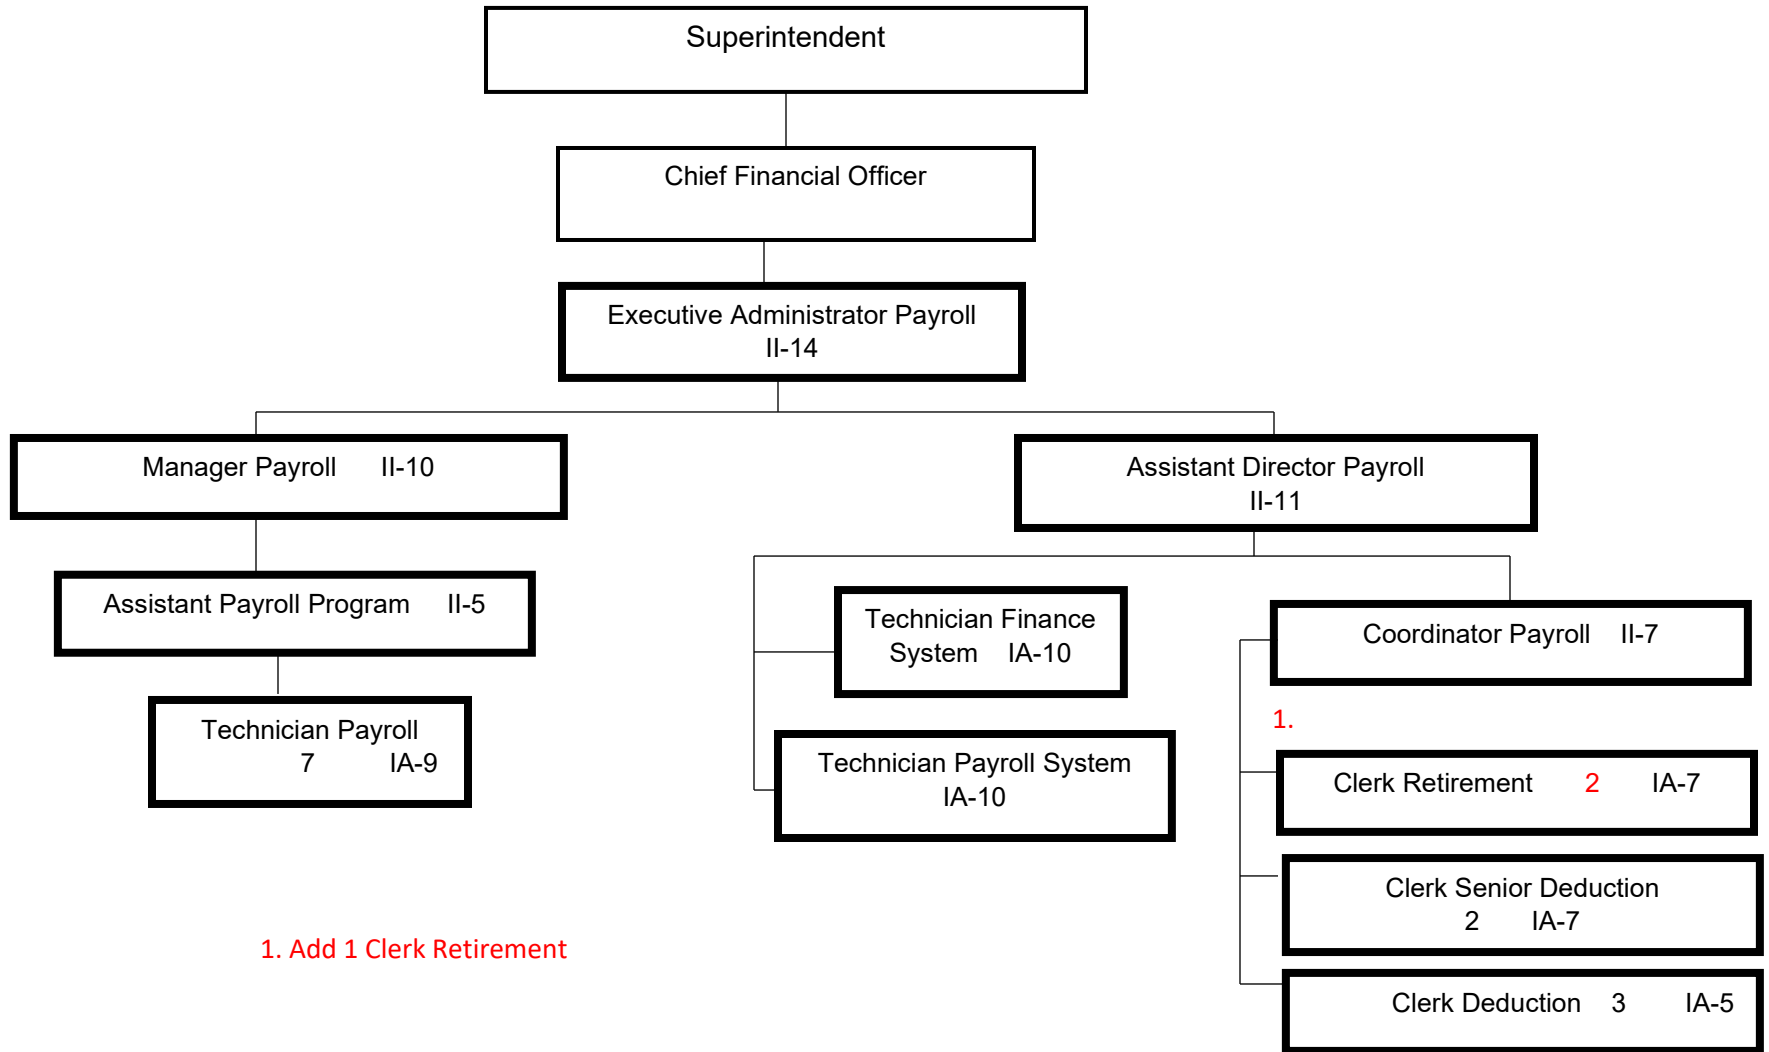 Superintendent
Chief Financial Officer
Executive Administrator Payroll
II-14
Manager Payroll II-10
Assistant Director Payroll
II-11
Assistant Payroll Program II-5
Technician Payroll
7 IA-9
Technician Finance
System IA-10
Technician Payroll System
IA-10
Coordinator Payroll II-7
1.
Clerk Retirement 2 IA-7
Clerk Senior Deduction
2 IA-7
Clerk Deduction 3 IA-5
1. Add 1 Clerk Retirement